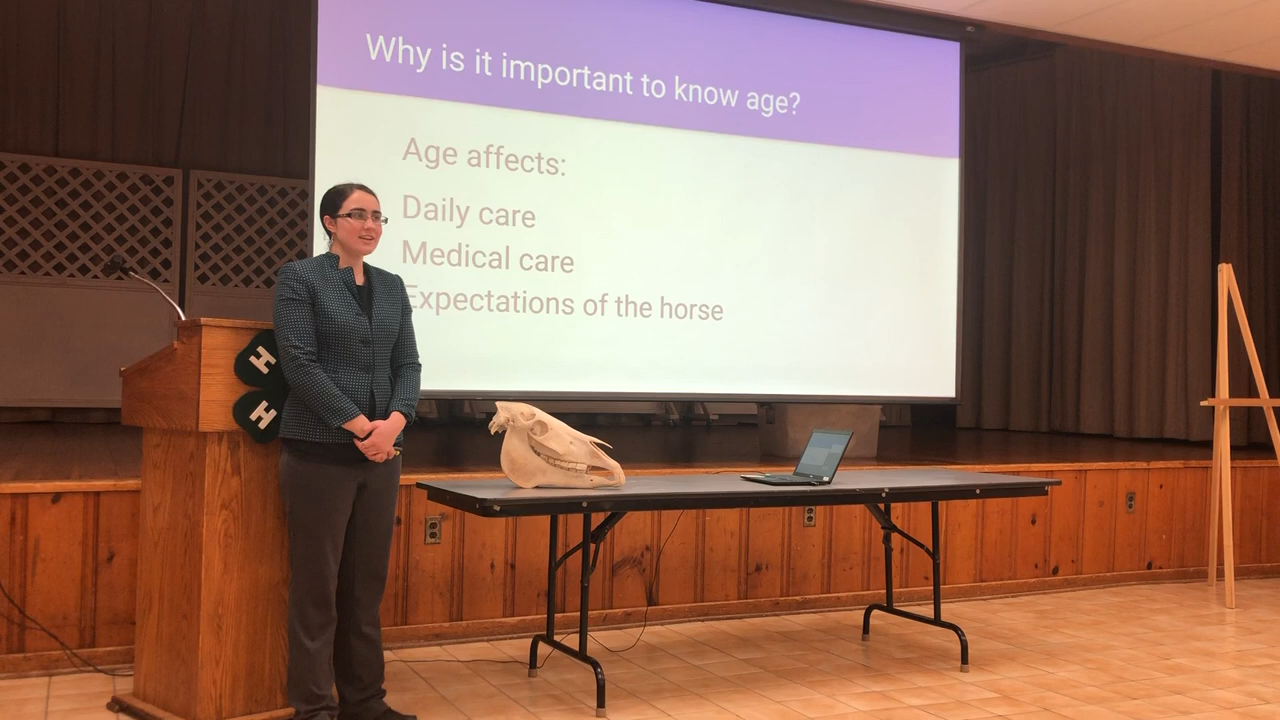 Why is it important to know age?
Age affects:
Daily care
Medical care
Expectations of the horse
H
H